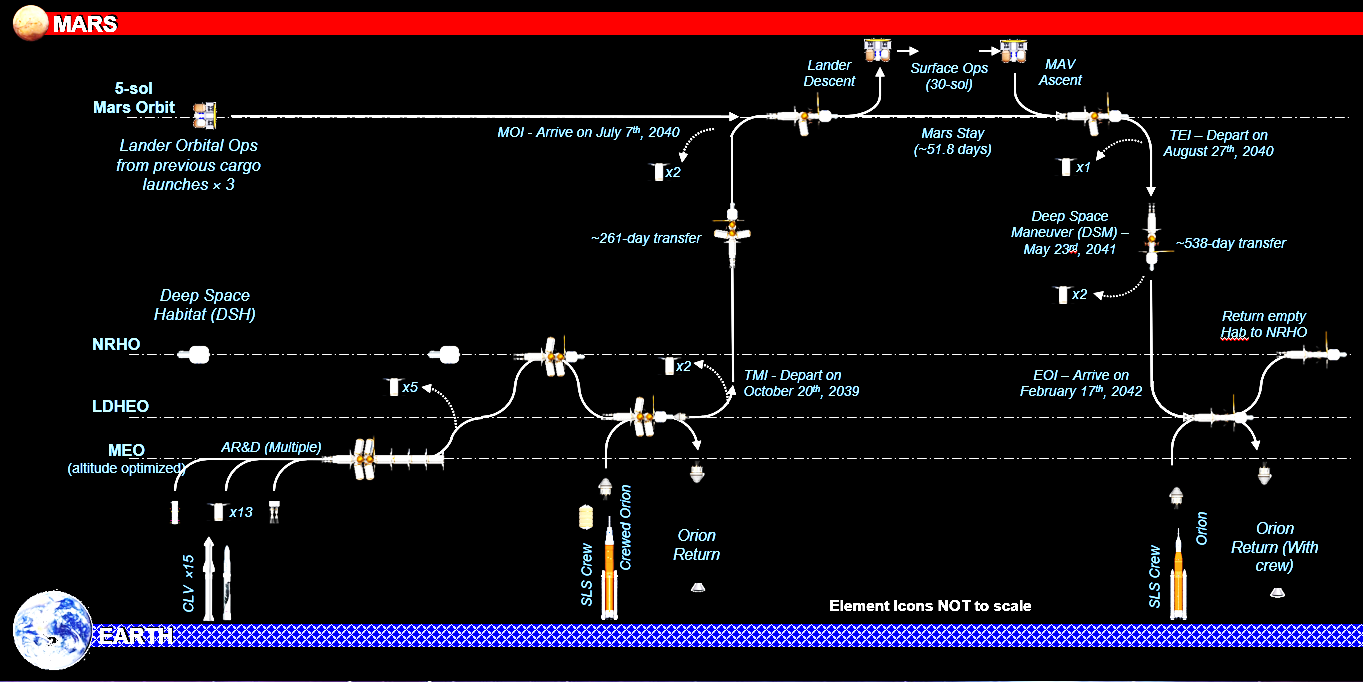 MARS
Lander
Descent
Surface Ops
(30-sol)
MAV
Ascent
5-sol
Mars Orbit
Lander Orbital Ops
from previous cargo
launches × 3
MOI - Arrive on July 7th, 2040
x2
Mars Stay
(~51.8 days)
x1
TEI – Depart on
August 27th, 2040
~261-day transfer
Deep Space
Maneuver (DSM) –
May 23rd, 2041
~538-day transfer
x2
Deep Space
Habitat (DSH)
NRHO
Return empty
Hab to NRHO
x5
x2
TMI - Depart on
October 20th, 2039
EOI – Arrive on
February 17th, 2042
LDHEO
MEO
(altitude optimized)
AR&D (Multiple)
x13
CLV x15
SLS Crew
Crewed Orion
Orion
Return
SLS Crew
Orion
Orion
Return (With
crew)
Element Icons NOT to scale
EARTH